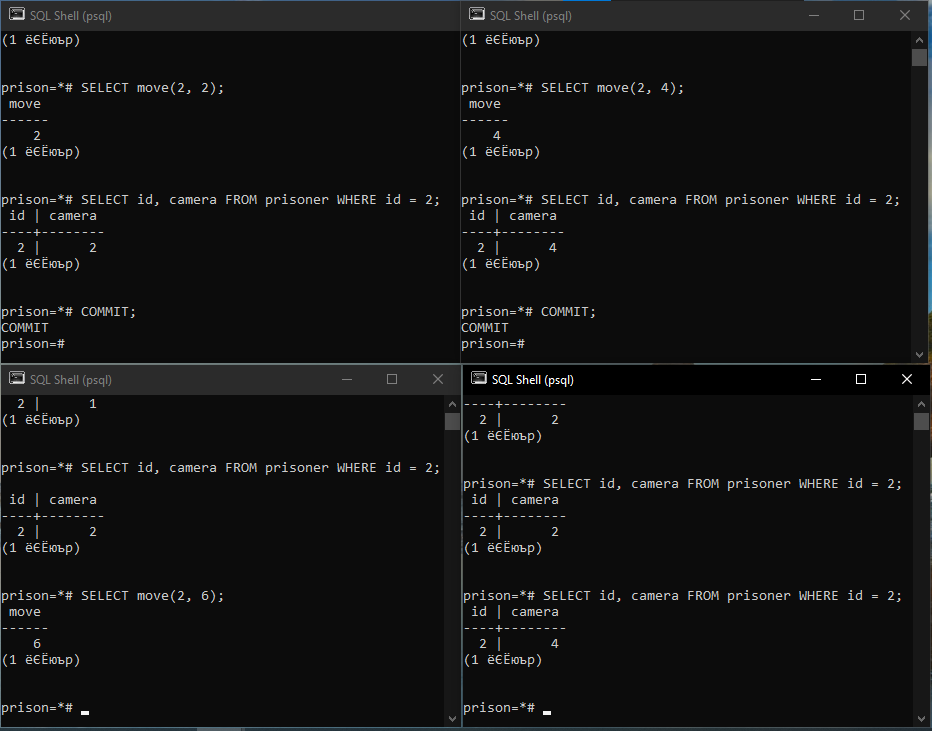 SQL Shell (psql)
(1 ёЄЁюър)
prison=*# SELECT move(2, 2);
 move
------
    2
(1 ёЄЁюър)
prison=*# SELECT id, camera FROM prisoner WHERE id = 2;
 id | camera
----+--------
  2 |      2
(1 ёЄЁюър)
prison=*# COMMIT;
COMMIT
prison=#
SQL Shell (psql)
(1 ёЄЁюър)
prison=*# SELECT move(2, 4);
 move
------
    4
(1 ёЄЁюър)
prison=*# SELECT id, camera FROM prisoner WHERE id = 2;
 id | camera
----+--------
  2 |      4
(1 ёЄЁюър)
prison=*# COMMIT;
COMMIT
prison=#
SQL Shell (psql)
  2 |      1
(1 ёЄЁюър)
prison=*# SELECT id, camera FROM prisoner WHERE id = 2;
 id | camera
----+--------
  2 |      2
(1 ёЄЁюър)
prison=*# SELECT move(2, 6);
 move
------
    6
(1 ёЄЁюър)
prison=*#
SQL Shell (psql)
----+--------
  2 |      2
(1 ёЄЁюър)
prison=*# SELECT id, camera FROM prisoner WHERE id = 2;
 id | camera
----+--------
  2 |      2
(1 ёЄЁюър)
prison=*# SELECT id, camera FROM prisoner WHERE id = 2;
 id | camera
----+--------
  2 |      4
(1 ёЄЁюър)
prison=*#